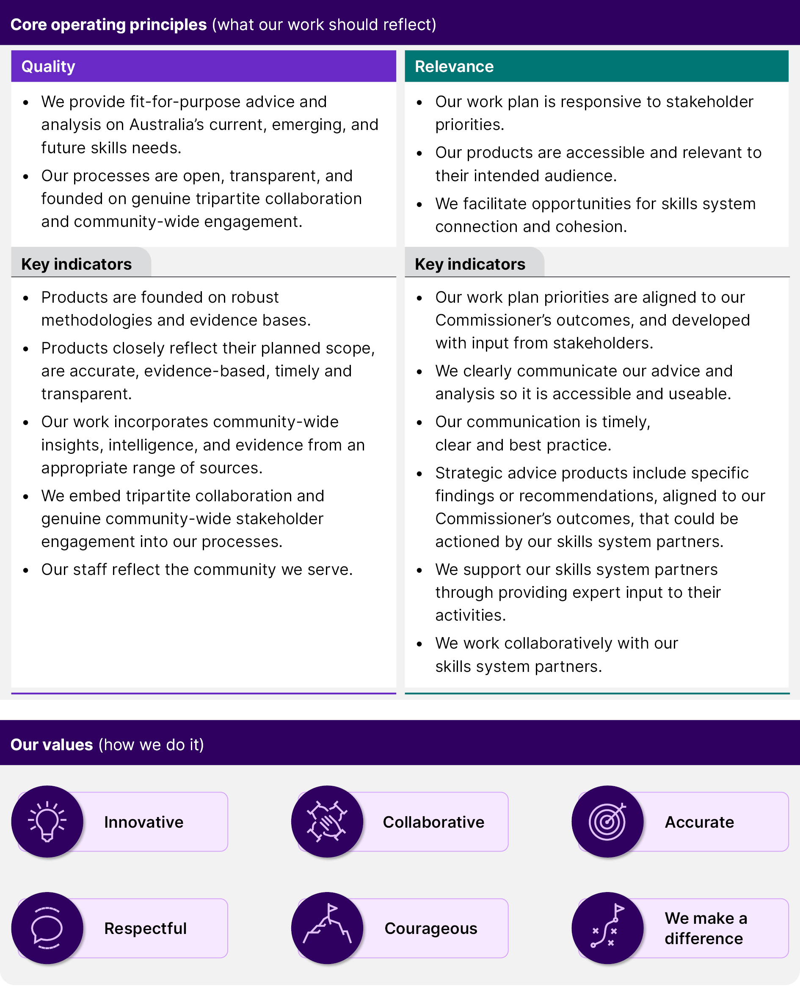 Core operating principles (what our work should reflect)
Quality
• We provide fit-for-purpose advice and
analysis on Australia’s current, emerging, and
future skills needs.
• Our processes are open, transparent, and
founded on genuine tripartite collaboration
and community-wide engagement.
Key indicators
• Products are founded on robust
methodologies and evidence bases.
• Products closely reflect their planned scope,
are accurate, evidence-based, timely and
transparent.
• Our work incorporates community-wide
insights, intelligence, and evidence from an
appropriate range of sources.
• We embed tripartite collaboration and
genuine community-wide stakeholder
engagement into our processes.
• Our staff reflect the community we serve.
Relevance
• Our work plan is responsive to stakeholder
priorities.
• Our products are accessible and relevant to
their intended audience.
• We facilitate opportunities for skills system
connection and cohesion.
Key indicators
• Our work plan priorities are aligned to our
Commissioner’s outcomes, and developed
with input from stakeholders.
• We clearly communicate our advice and
analysis so it is accessible and useable.
• Our communication is timely,
clear and best practice.
• Strategic advice products include specific
findings or recommendations, aligned to our
Commissioner’s outcomes, that could be
actioned by our skills system partners.
• We support our skills system partners
through providing expert input to their
activities.
• We work collaboratively with our
skills system partners.
Our values (how we do it)
Innovative
Collaborative
Accurate
Respectful
Courageous
We make a
difference